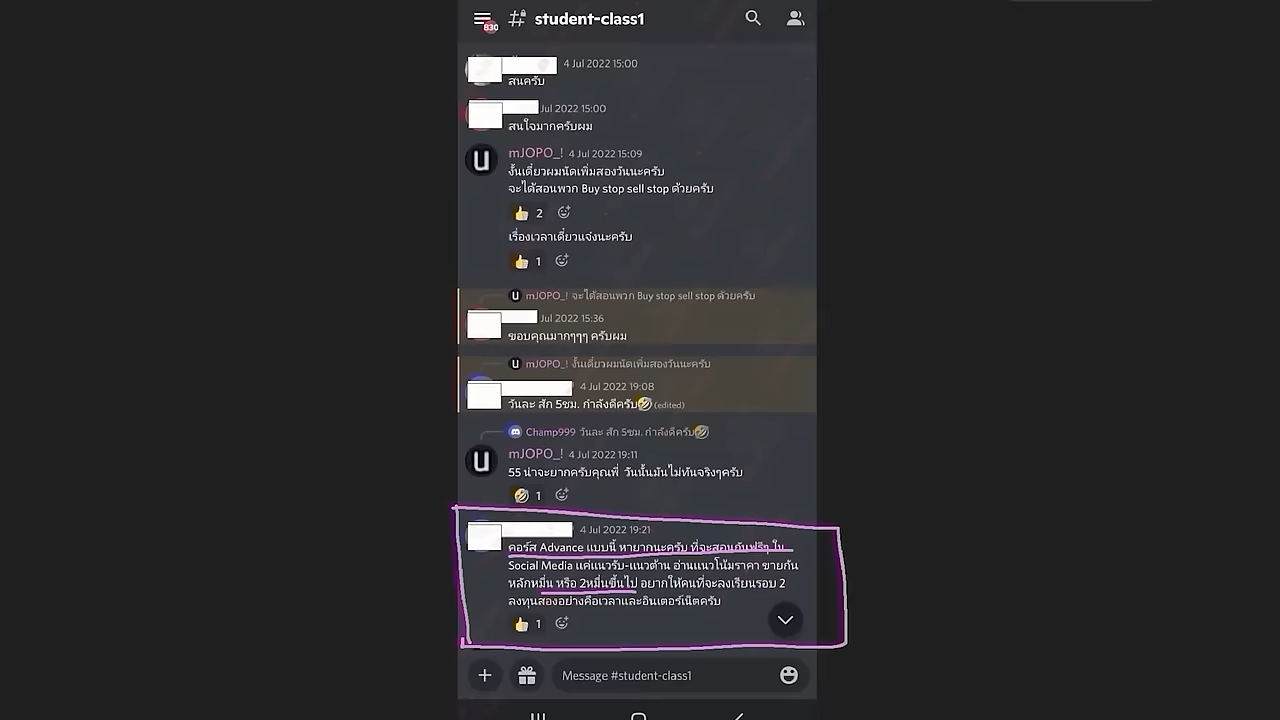 830
student-class1
4 Jul 2022 15:00
สนครับ
Jul 2022 15:00
สนใจมากครับผม
mJOPO_! 4 Jul 2022 15:09
งั้นเดี๋ยวผมนัดเพิ่มสองวันนะครับ
จะได้สอนพวก Buy stop sell stop ด้วยครับ
2
เรื่องเวลาเดี๋ยวแจ้งนะครับ
1
mJOPO_! จะได้สอนพวก Buy stop sell stop ด้วยครับ
Jul 2022 15:36
ขอบคุณมากๆๆๆ ครับผม
mJOPO_! งั้นเดี๋ยวผมนัดเพิ่มสองวันนะครับ
4 Jul 2022 19:08
วันละ สัก 5ชม. กำลังดีครับ🤣 (edited)
Champ999 วันละ สัก 5ชม. กำลังดีครับ🤣
mJOPO_! 4 Jul 2022 19:11
55 น่าจะยากครับคุณพี่ วันนั้นมันไม่ทันจริงๆครับ
1
4 Jul 2022 19:21
คอร์ส Advance แบบนี้ หายากนะครับ ที่จะสอนกันฟรีๆ ใน
Social Media แค่แนวรับ-แนวต้าน อ่านแนวโน้มราคา ขายกัน
หลักหมื่น หรือ 2หมื่นขึ้นไป อยากให้คนที่จะลงเรียนรอบ 2
ลงทุนสองอย่างคือเวลาและอินเตอร์เน็ตครับ
1
Message #student-class1